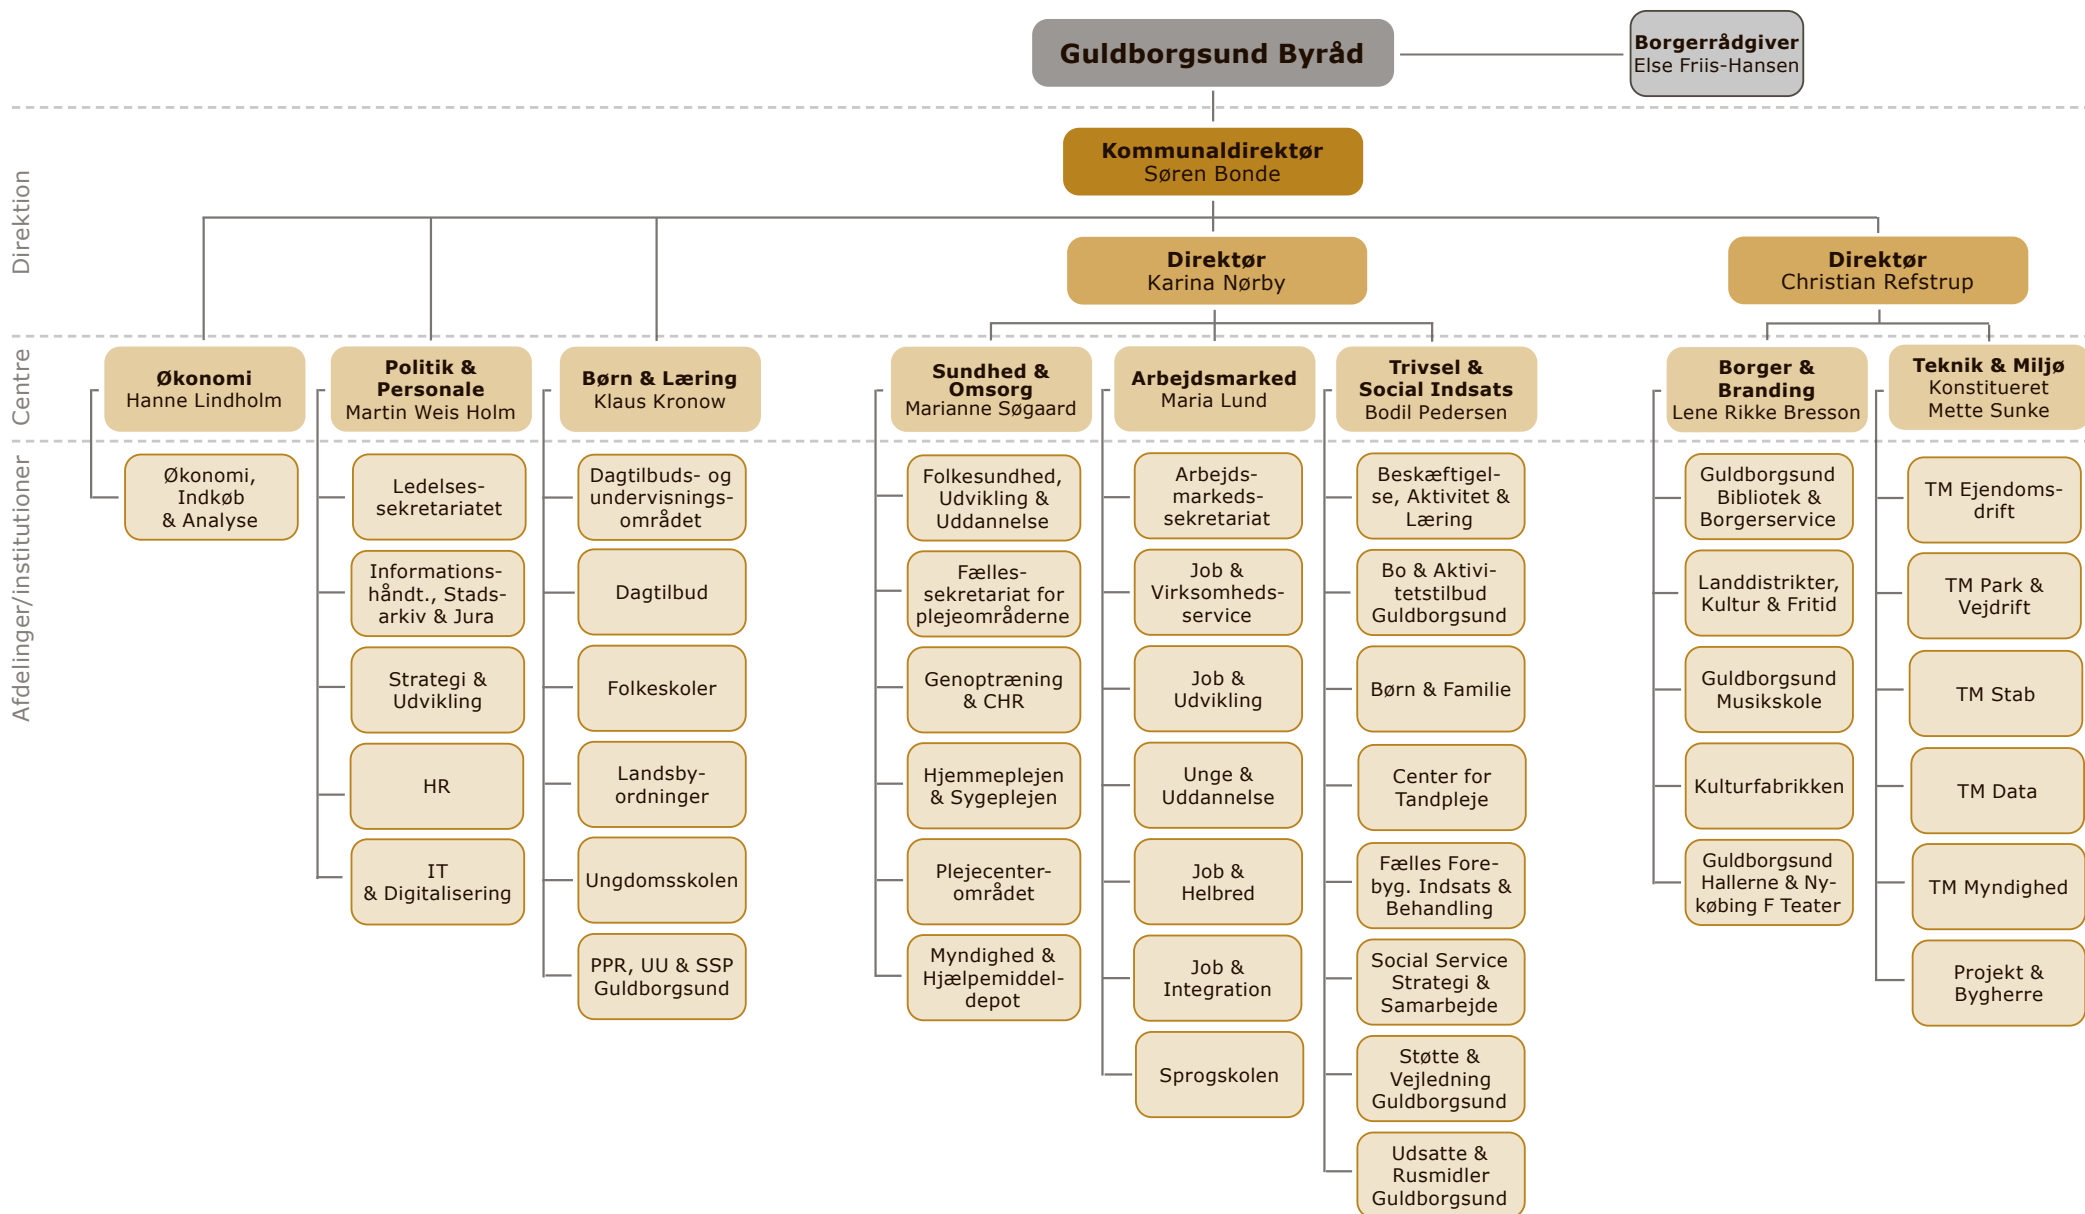 Guldborgsund Byråd
Borgerrådgiver
Else Friis-Hansen
Direktion
Kommunaldirektør
Søren Bonde
Direktør
Karina Nørby
Direktør
Christian Refstrup
Centre
Økonomi
Hanne Lindholm
Politik &
Personale
Martin Weis Holm
Børn & Læring
Klaus Kronow
Sundhed &
Omsorg
Marianne Søgaard
Arbejdsmarked
Maria Lund
Trivsel &
Social Indsats
Bodil Pedersen
Borger &
Branding
Lene Rikke Bresson
Teknik & Miljø
Konstitueret
Mette Sunke
Afdelinger/institutioner
Økonomi,
Indkøb
& Analyse
Ledelses-
sekretariatet
Informations-
håndt., Stads-
arkiv & Jura
Strategi &
Udvikling
HR
IT
& Digitalisering
Dagtilbuds- og
undervisnings-
området
Dagtilbud
Folkeskoler
Landsby-
ordninger
Ungdomsskolen
PPR, UU & SSP
Guldborgsund
Folkesundhed,
Udvikling &
Uddannelse
Fælles-
sekretariat for
plejeområderne
Genoptræning
& CHR
Hjemmeplejen
& Sygeplejen
Plejecenter-
området
Myndighed &
Hjælpemiddel-
depot
Arbejds-
markeds-
sekretariat
Job &
Virksomheds-
service
Job &
Udvikling
Unge &
Uddannelse
Job &
Helbred
Job &
Integration
Sprogskolen
Beskæftigel-
se, Aktivitet &
Læring
Bo & Aktivi-
tetstilbud
Guldborgsund
Børn & Familie
Center for
Tandpleje
Fælles Fore-
byg. Indsats &
Behandling
Social Service
Strategi &
Samarbejde
Støtte &
Vejledning
Guldborgsund
Udsatte &
Rusmidler
Guldborgsund
Guldborgsund
Bibliotek &
Borgerservice
Landdistrikter,
Kultur & Fritid
Guldborgsund
Musikskole
Kulturfabrikken
Guldborgsund
Hallerne & Ny-
købing F Teater
TM Ejendoms-
drift
TM Park &
Vejdrift
TM Stab
TM Data
TM Myndighed
Projekt &
Bygherre